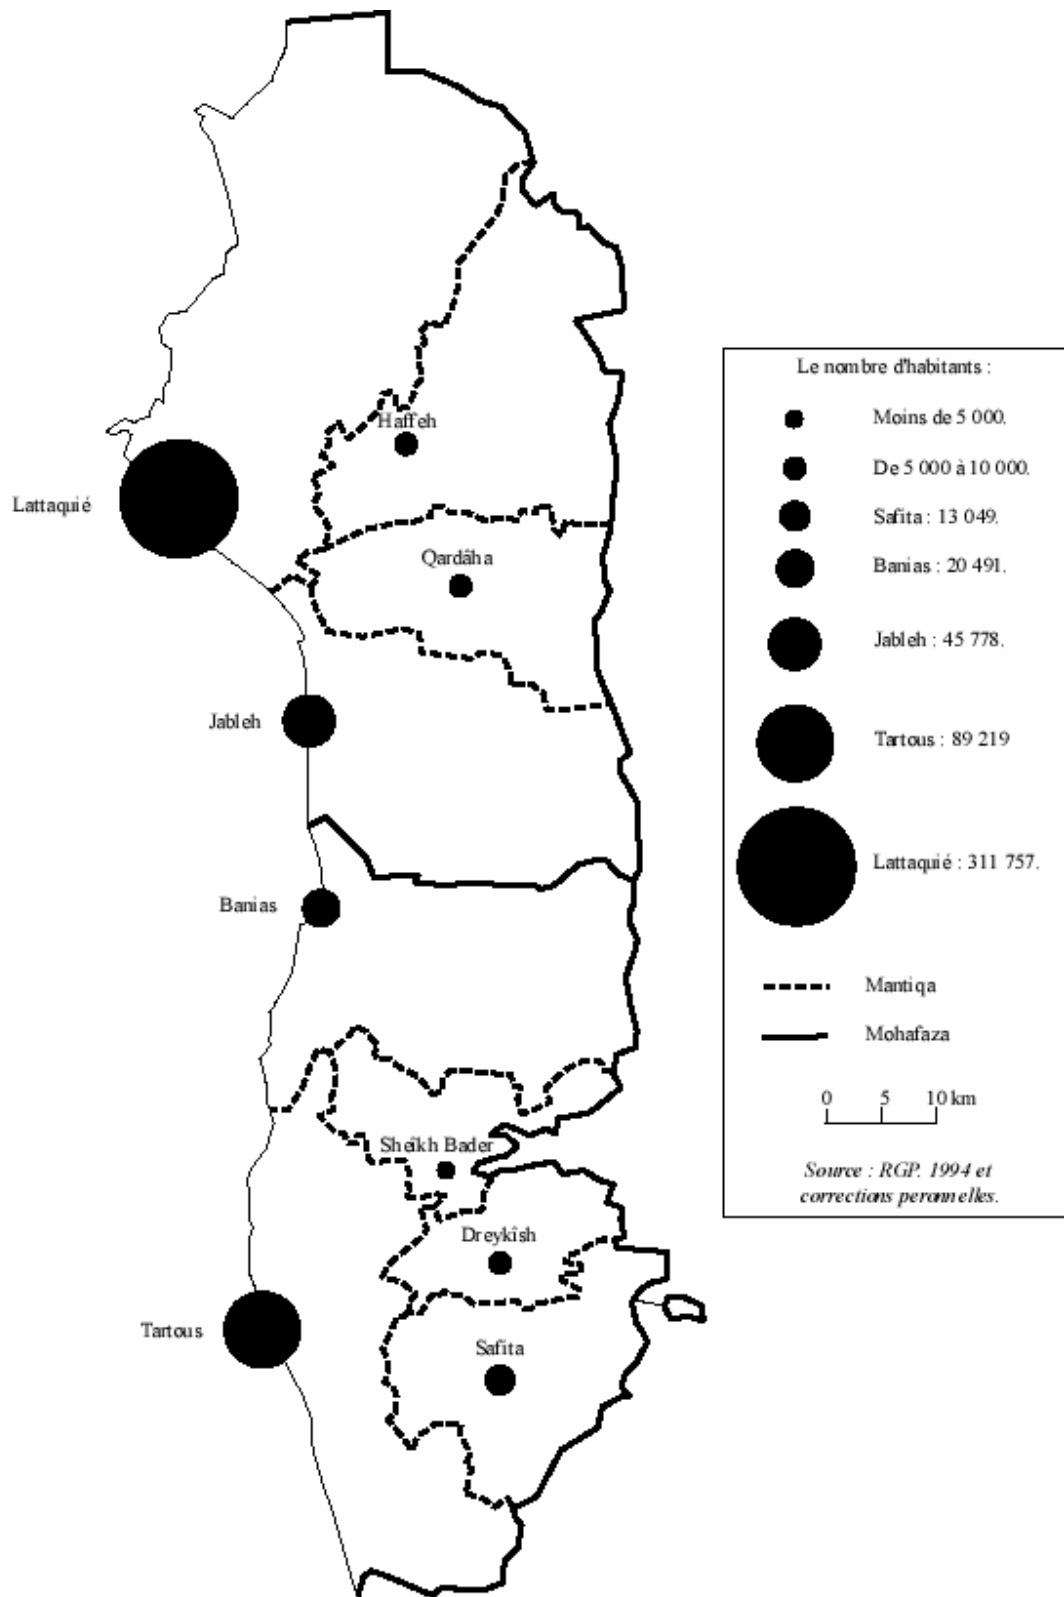 Haffeh
Lattaquié
Qardâha
Jableh
Banias
Sheïkh Bader
Dreykîsh
Tartous
Safita
Le nombre d'habitants :
Moins de 5 000.
De 5 000 à 10 000.
Safita : 13 049.
Banias : 20 491.
Jableh : 45 778.
Tartous : 89 219
Lattaquié : 311 757.
Mantiqa
Mohafaza
0 5 10 km
Source : RGP. 1994 et
corrections peronnelles.